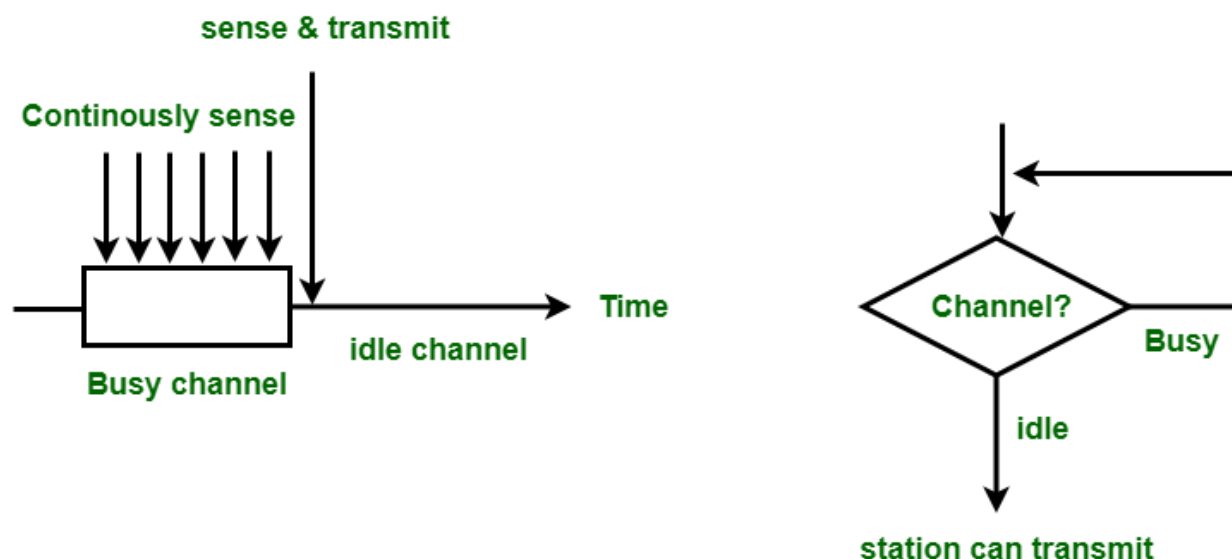 sense & transmit
Continously sense
Time
idle channel
Busy channel
Channel?
Busy
idle
station can transmit